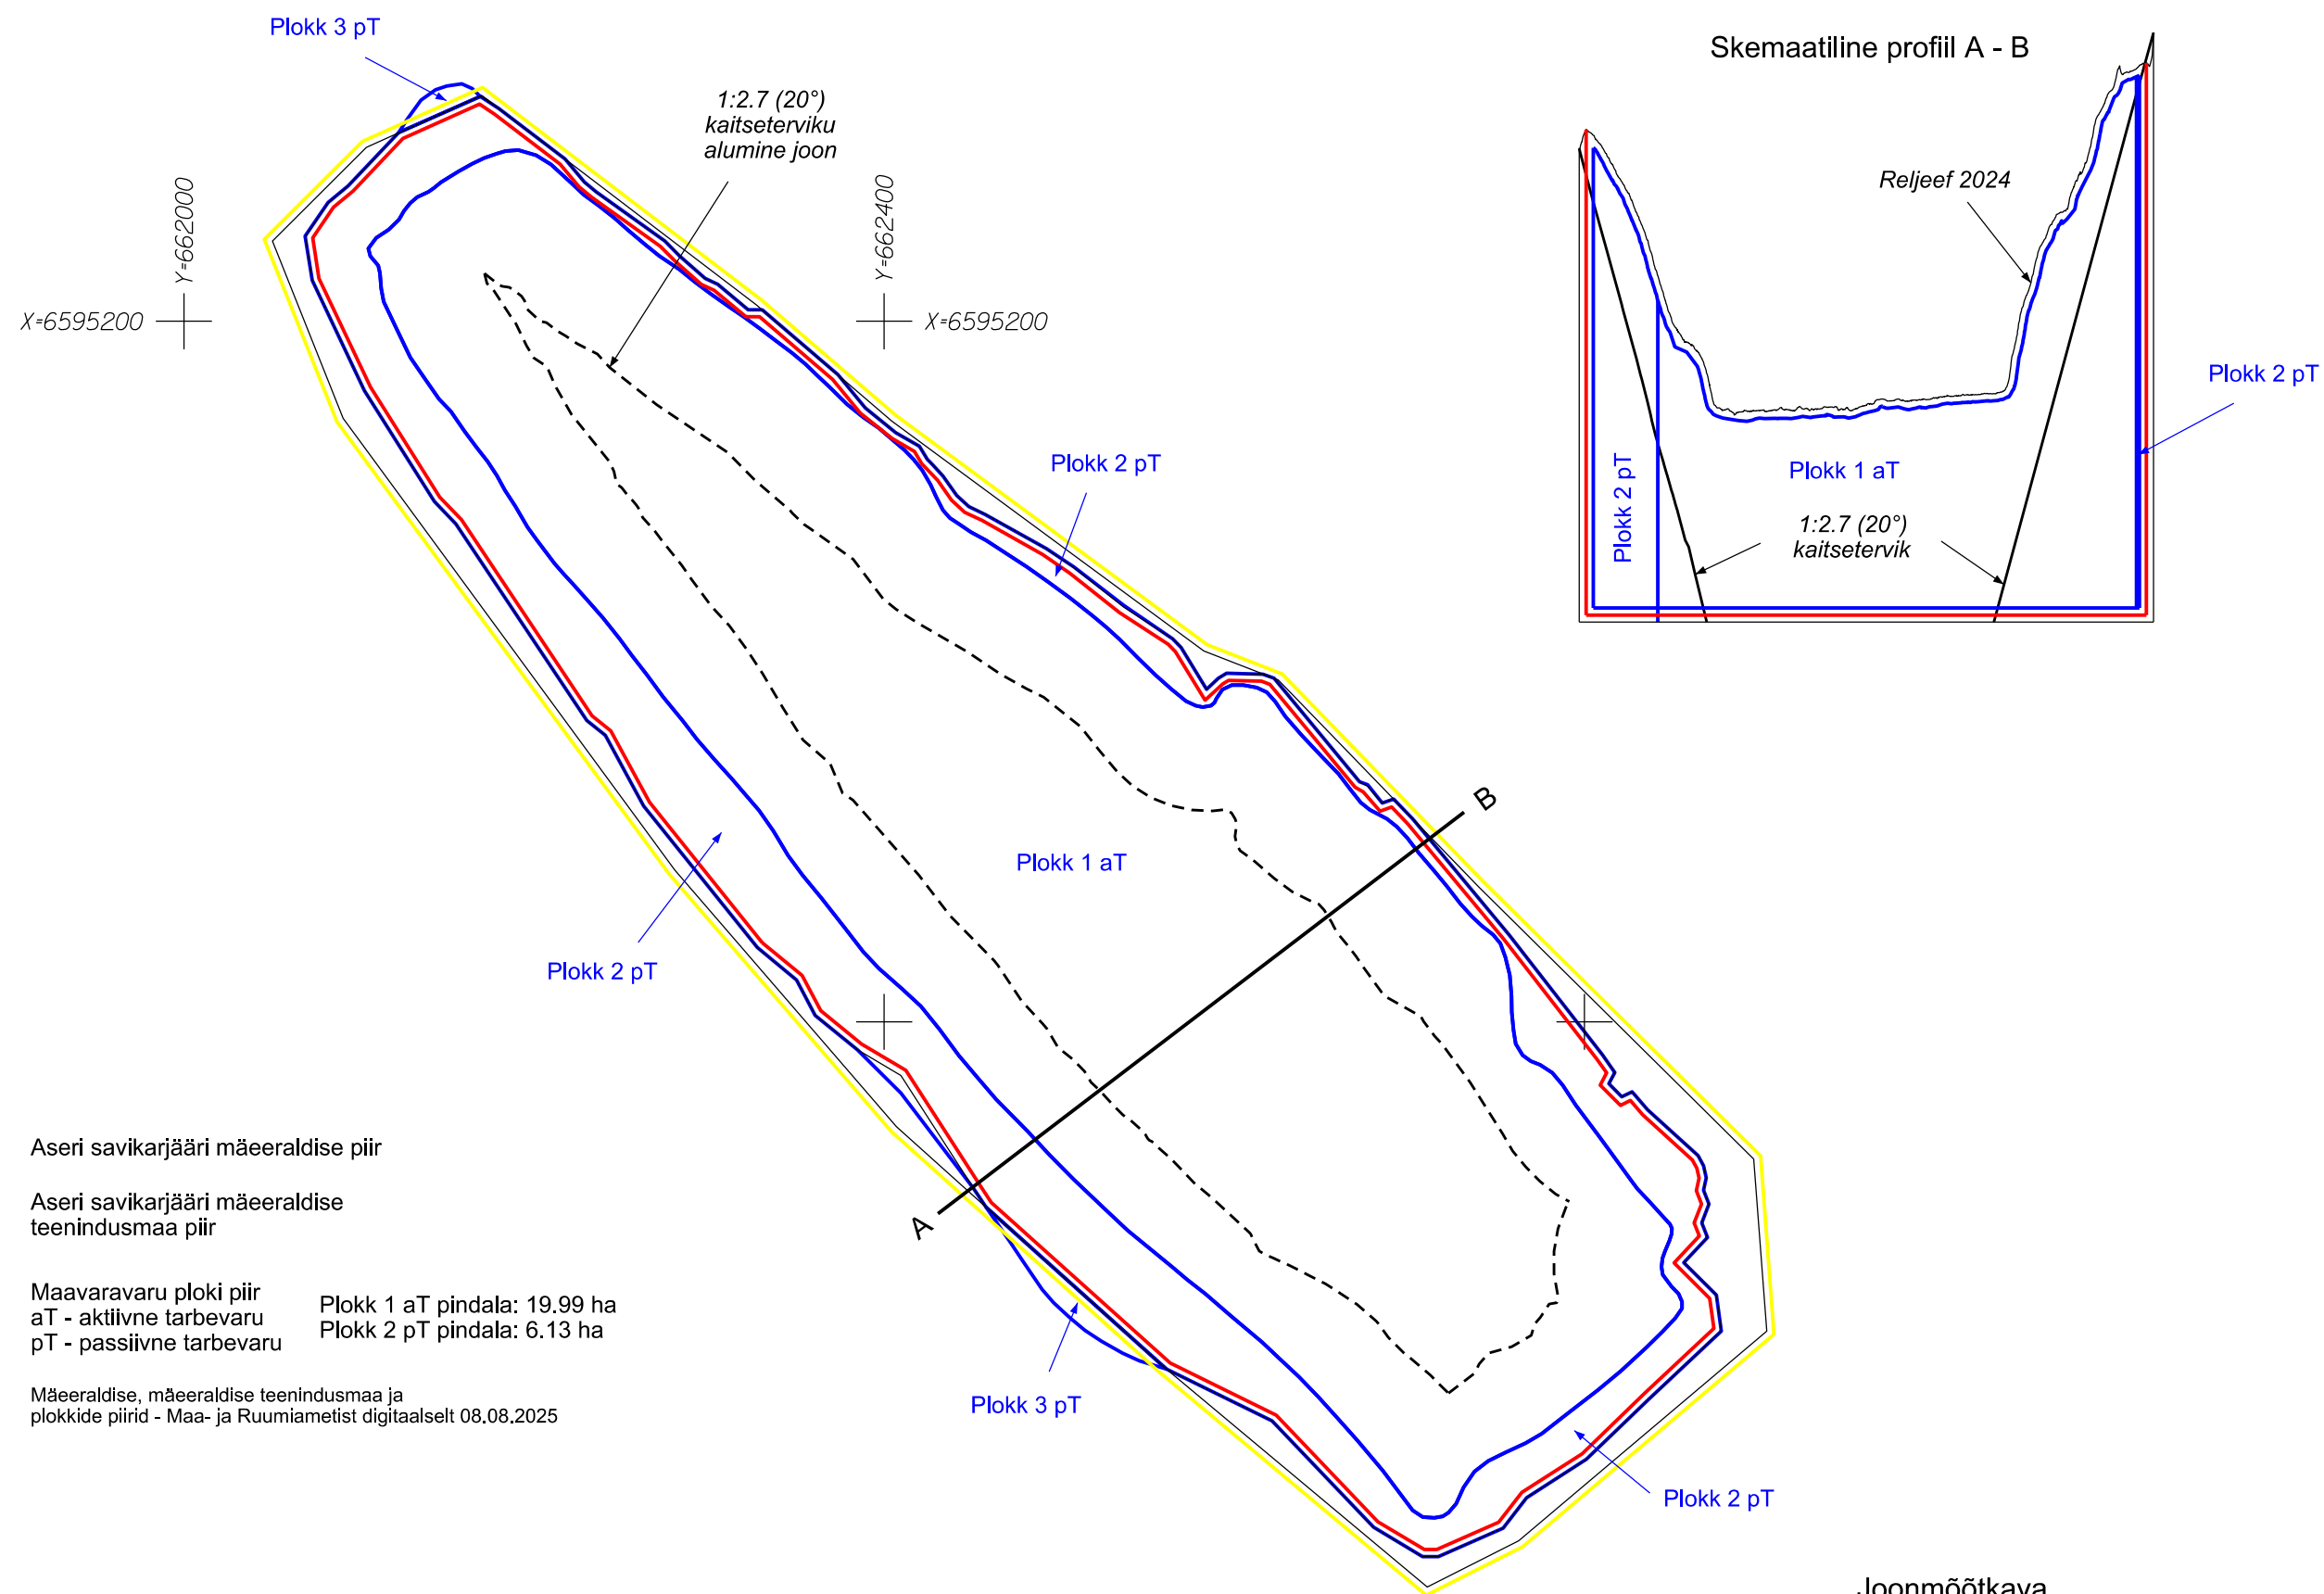 Plokk 3 pT
Skemaatiline profiil A - B
1:2.7 (20°)
kaitseterviku
alumine joon
Reljeef 2024
Y=662000
Y=662400
X=6595200
X=6595200
Plokk 2 pT
Plokk 2 pT
Plokk 2 pT
Plokk 1 aT
1:2.7 (20°)
kaitsetervik
B
Plokk 1 aT
Plokk 2 pT
A
Aseri savikarjääri mäeeraldise piir
Aseri savikarjääri mäeeraldise
teenindusmaa piir
Maavaravaru ploki piir
aT - aktiivne tarbevaru
pT - passiivne tarbevaru
Plokk 1 aT pindala: 19.99 ha
Plokk 2 pT pindala: 6.13 ha
Mäeeraldise, mäeeraldise teenindusmaa ja
plokkide piirid - Maa- ja Ruumiametist digitaalselt 08.08.2025
Plokk 3 pT
Plokk 2 pT
Joonmõõtkava